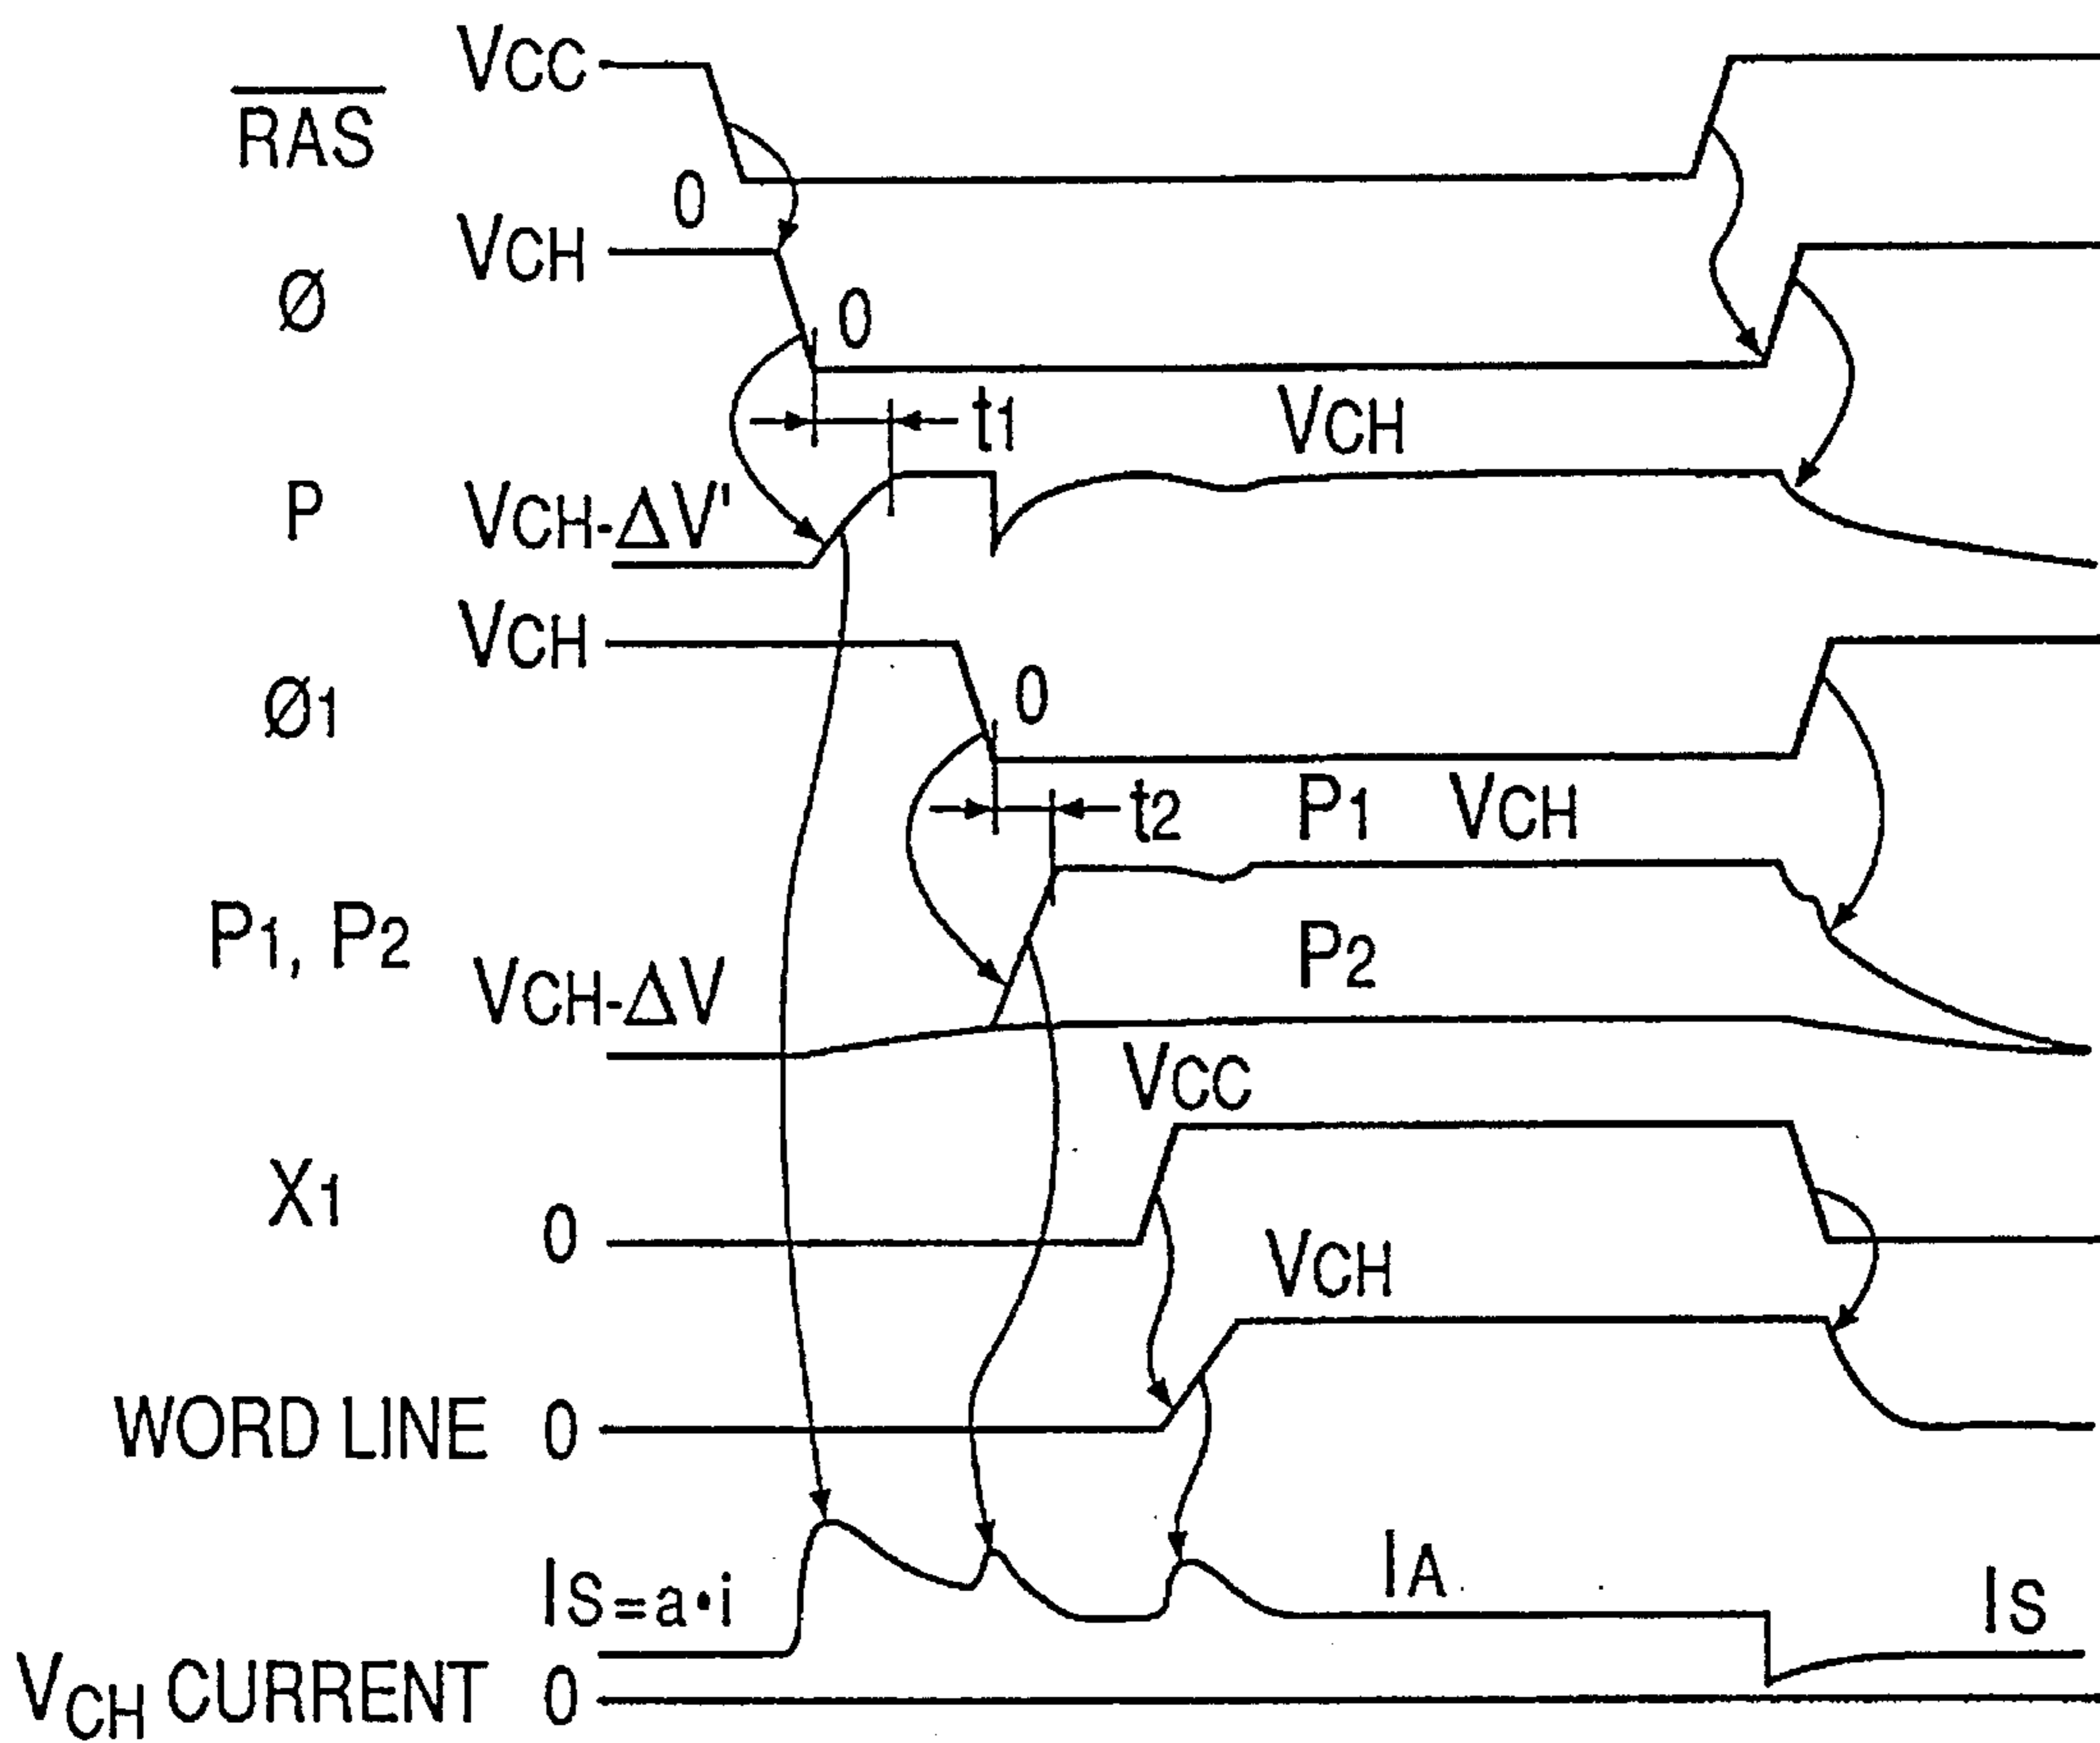 VCC
RAS
0
VCH
Ø
0
t1
VCH
P
VCH-ΔV'
VCH
Ø1
0
t2
P1
VCH
P1, P2
P2
VCH-ΔV
VCC
X1
0
VCH
WORD LINE 0
IS=a•i
IA
IS
VCH CURRENT 0